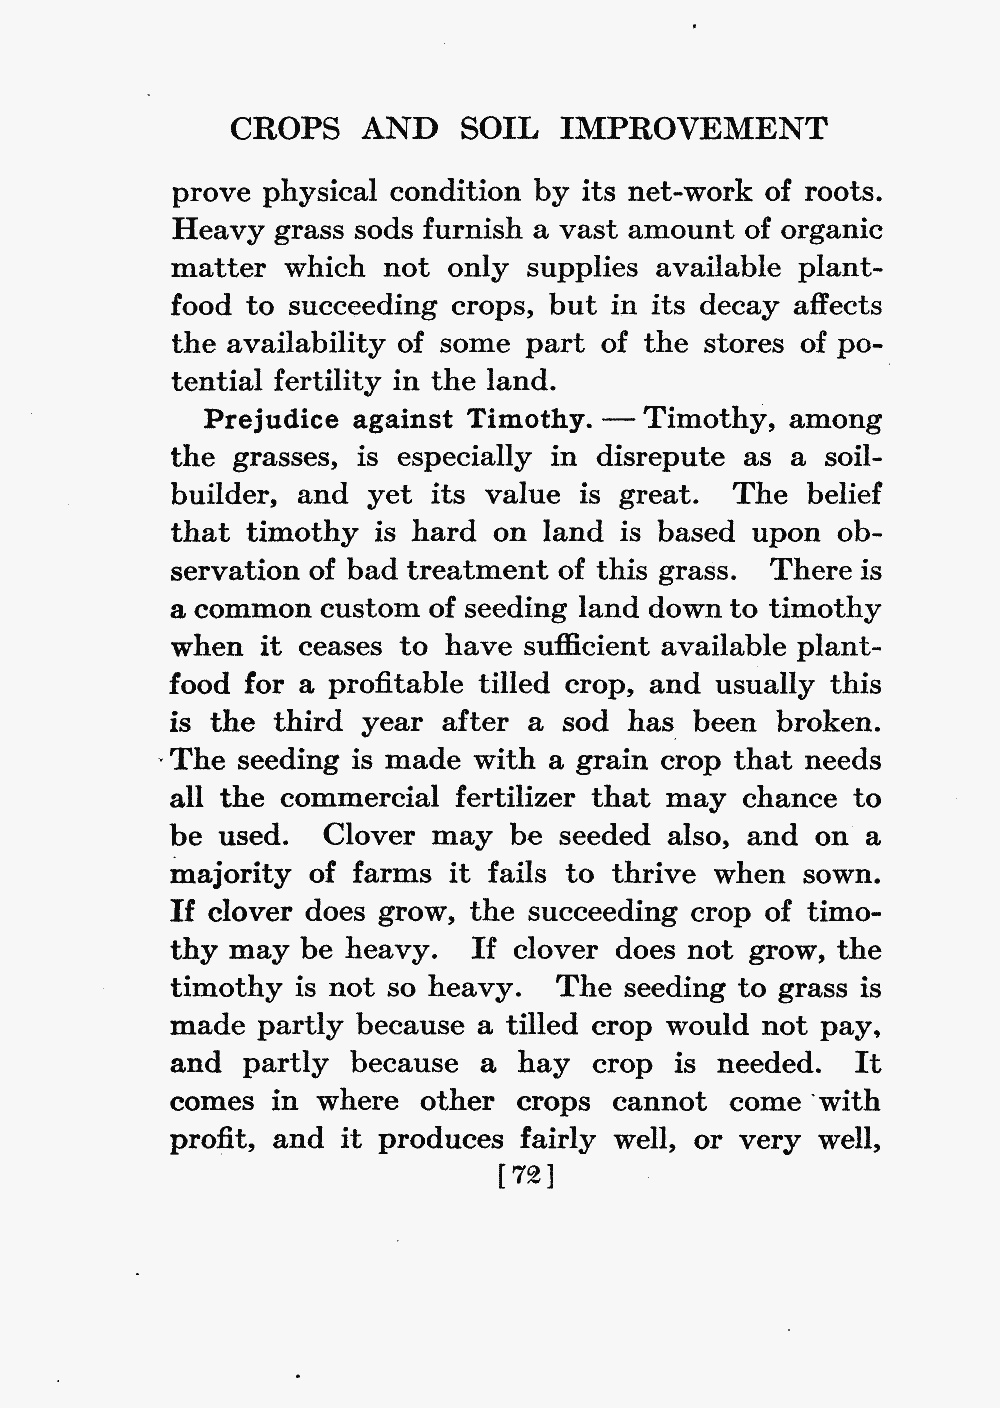 CROPS AND SOIL IMPROVEMENT
prove physical condition by its net-work of roots.
Heavy grass sods furnish a vast amount of organic
matter which not only supplies available plant-
food to succeeding crops, but in its decay affects
the availability of some part of the stores of po-
tential fertility in the land.
Prejudice against Timothy. — Timothy, among
the grasses, is especially in disrepute as a soil-
builder, and yet its value is great. The belief
that timothy is hard on land is based upon ob-
servation of bad treatment of this grass. There is
a common custom of seeding land down to timothy
when it ceases to have sufficient available plant-
food for a profitable tilled crop, and usually this
is the third year after a sod has been broken.
The seeding is made with a grain crop that needs
all the commercial fertilizer that may chance to
be used. Clover may be seeded also, and on a
majority of farms it fails to thrive when sown.
If clover does grow, the succeeding crop of timo-
thy may be heavy. If clover does not grow, the
timothy is not so heavy. The seeding to grass is
made partly because a tilled crop would not pay,
and partly because a hay crop is needed. It
comes in where other crops cannot come with
profit, and it produces fairly well, or very well,
[72]